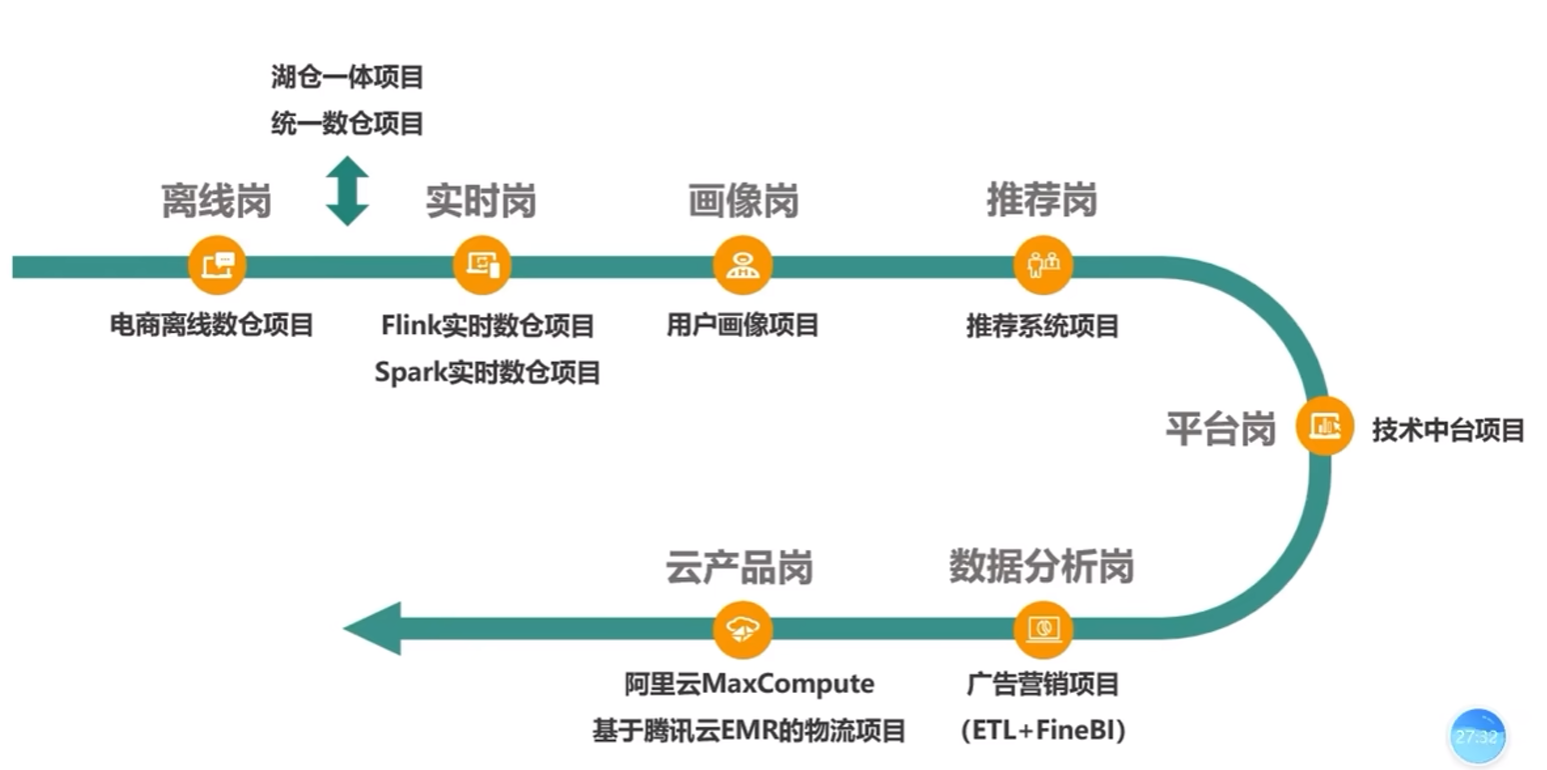 湖仓一体项目
统一数仓项目
离线岗
实时岗
画像岗
推荐岗
电商离线数仓项目
Flink实时数仓项目
Spark实时数仓项目
用户画像项目
推荐系统项目
平台岗
技术中台项目
云产品岗
数据分析岗
阿里云MaxCompute
基于腾讯云EMR的物流项目
广告营销项目
(ETL+FineBI)
27:32